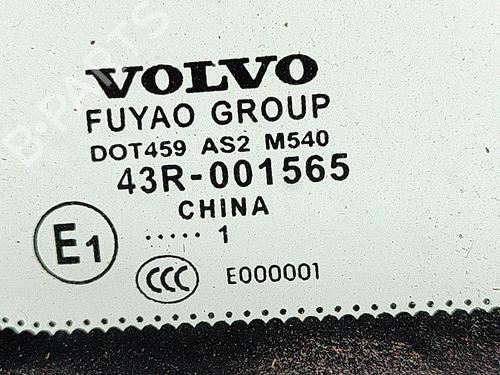 VOLVO
FUYAO GROUP
DOT459 AS2 M540
43R-001565
CHINA
E1
..... 1
CCC E000001
B-PARTS